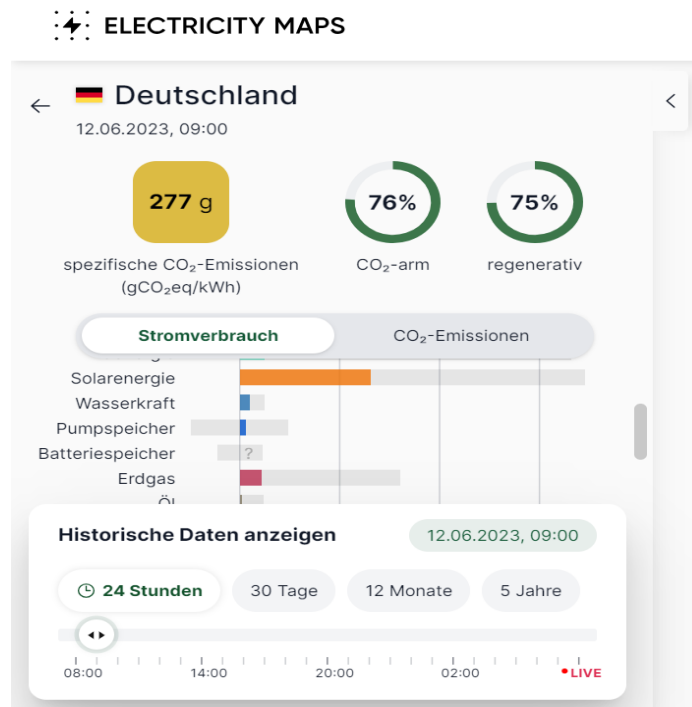 ELECTRICITY MAPS
Deutschland
12.06.2023, 09:00
277 g
76%
75%
spezifische CO₂-Emissionen
(gCO₂eq/kWh)
CO₂-arm
regenerativ
Stromverbrauch
CO₂-Emissionen
Solarenergie
Wasserkraft
Pumpspeicher
Batteriespeicher
?
Erdgas
Öl
Historische Daten anzeigen
12.06.2023, 09:00
24 Stunden
30 Tage
12 Monate
5 Jahre
08:00
14:00
20:00
02:00
LIVE